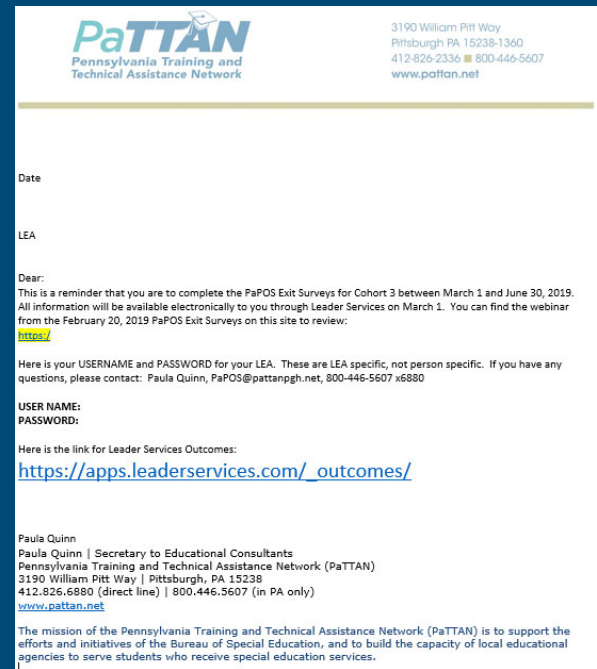 PaTTAN
Pennsylvania Training and
Technical Assistance Network
3190 William Pitt Way
Pittsburgh PA 15238-1360
412-826-2336 ■ 800-446-5607
www.pattan.net
Date
LEA
Dear:
This is a reminder that you are to complete the PaPOS Exit Surveys for Cohort 3 between March 1 and June 30, 2019.
All information will be available electronically to you through Leader Services on March 1.  You can find the webinar
from the February 20, 2019 PaPOS Exit Surveys on this site to review:
https:/
Here is your USERNAME and PASSWORD for your LEA.  These are LEA specific, not person specific.  If you have any
questions, please contact:  Paula Quinn, PaPOS@pattanpgh.net, 800-446-5607 x6880
USER NAME:
PASSWORD:
Here is the link for Leader Services Outcomes:
https://apps.leaderservices.com/_outcomes/
Paula Quinn
Paula Quinn | Secretary to Educational Consultants
Pennsylvania Training and Technical Assistance Network (PaTTAN)
3190 William Pitt Way | Pittsburgh, PA 15238
412.826.6880 (direct line) | 800.446.5607 (in PA only)
www.pattan.net
The mission of the Pennsylvania Training and Technical Assistance Network (PaTTAN) is to support the
efforts and initiatives of the Bureau of Special Education, and to build the capacity of local educational
agencies to serve students who receive special education services.